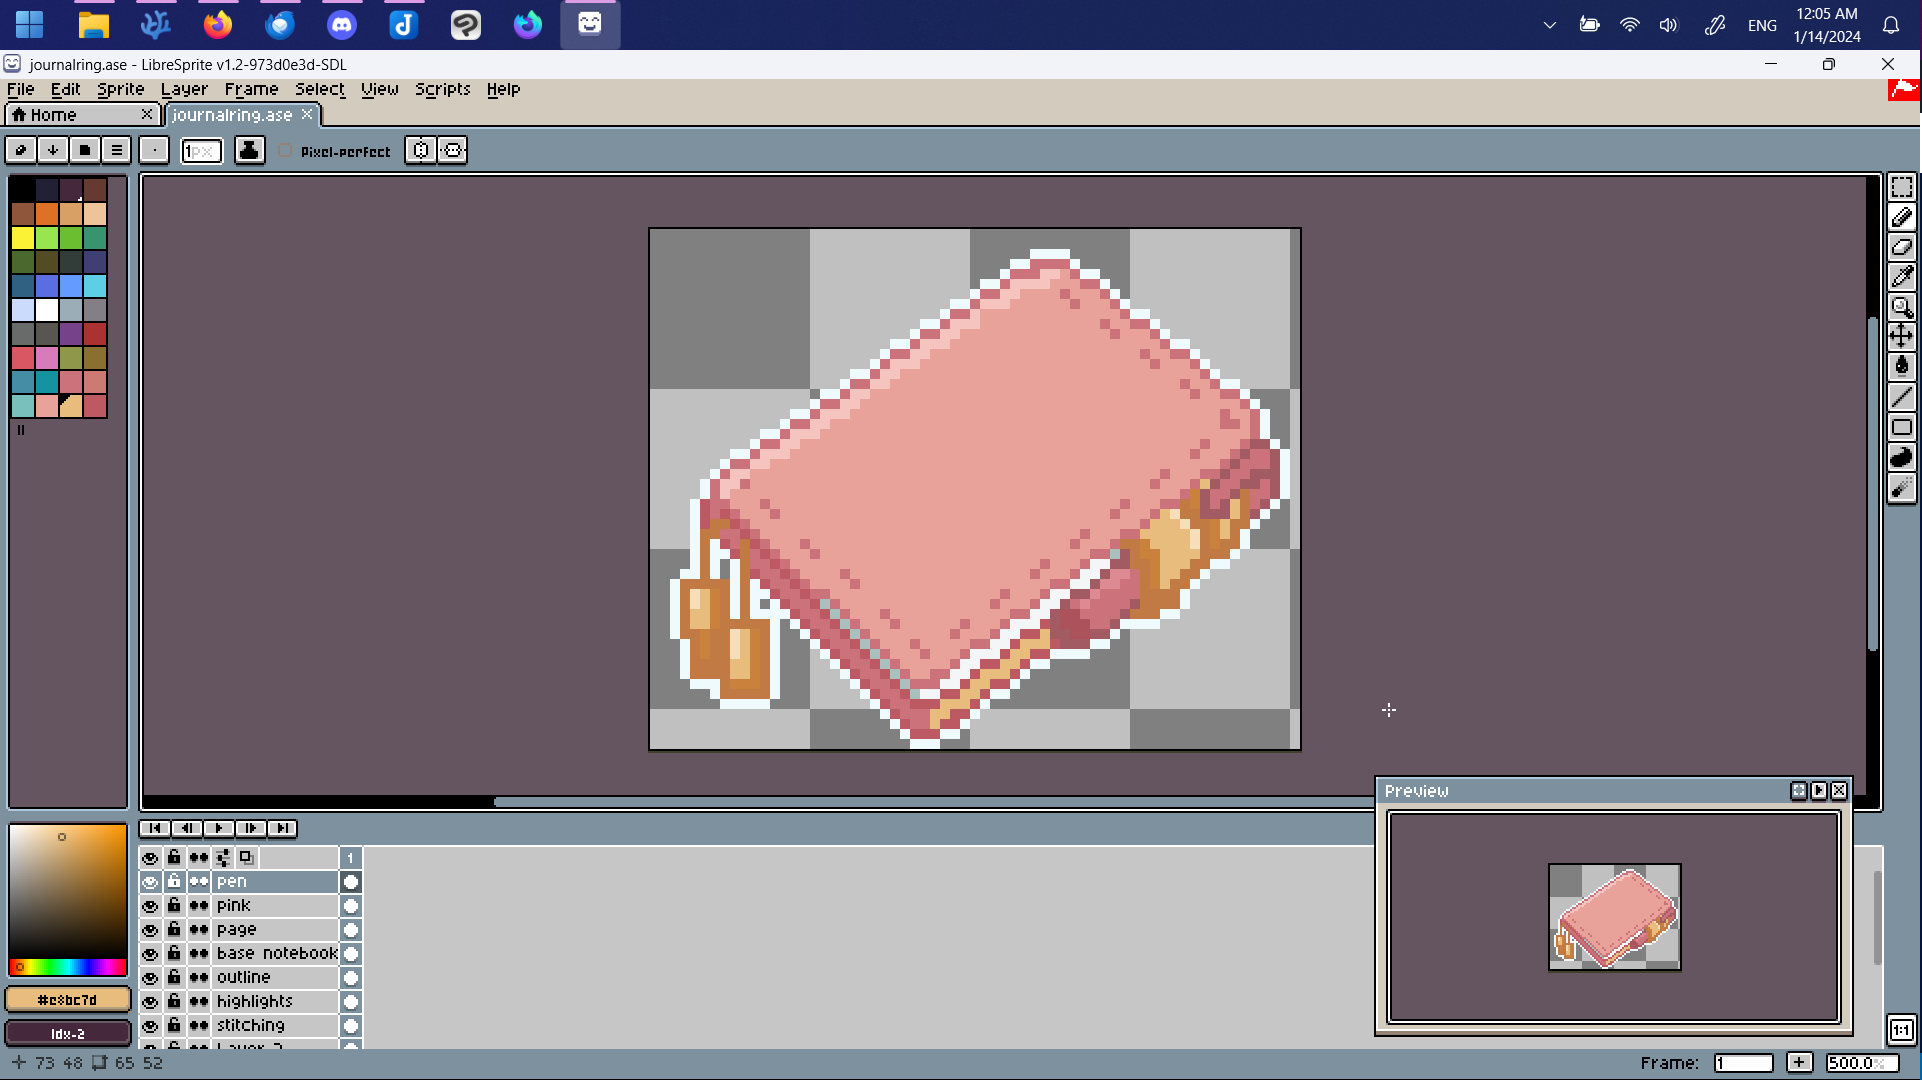 12:05 AM
ENG
1/14/2024
journalring.ase - LibreSprite v1.2-973d0e3d-SDL
File Edit Sprite Layer Frame Select View Scripts Help
Home
journalring.ase
1px
Pixel-perfect
Preview
1
pen
pink
page
base notebook
outline
highlights
stitching
#e8bc7d
Idx-2
1:1
73 48 65 52
Frame: 1
+
500.0%